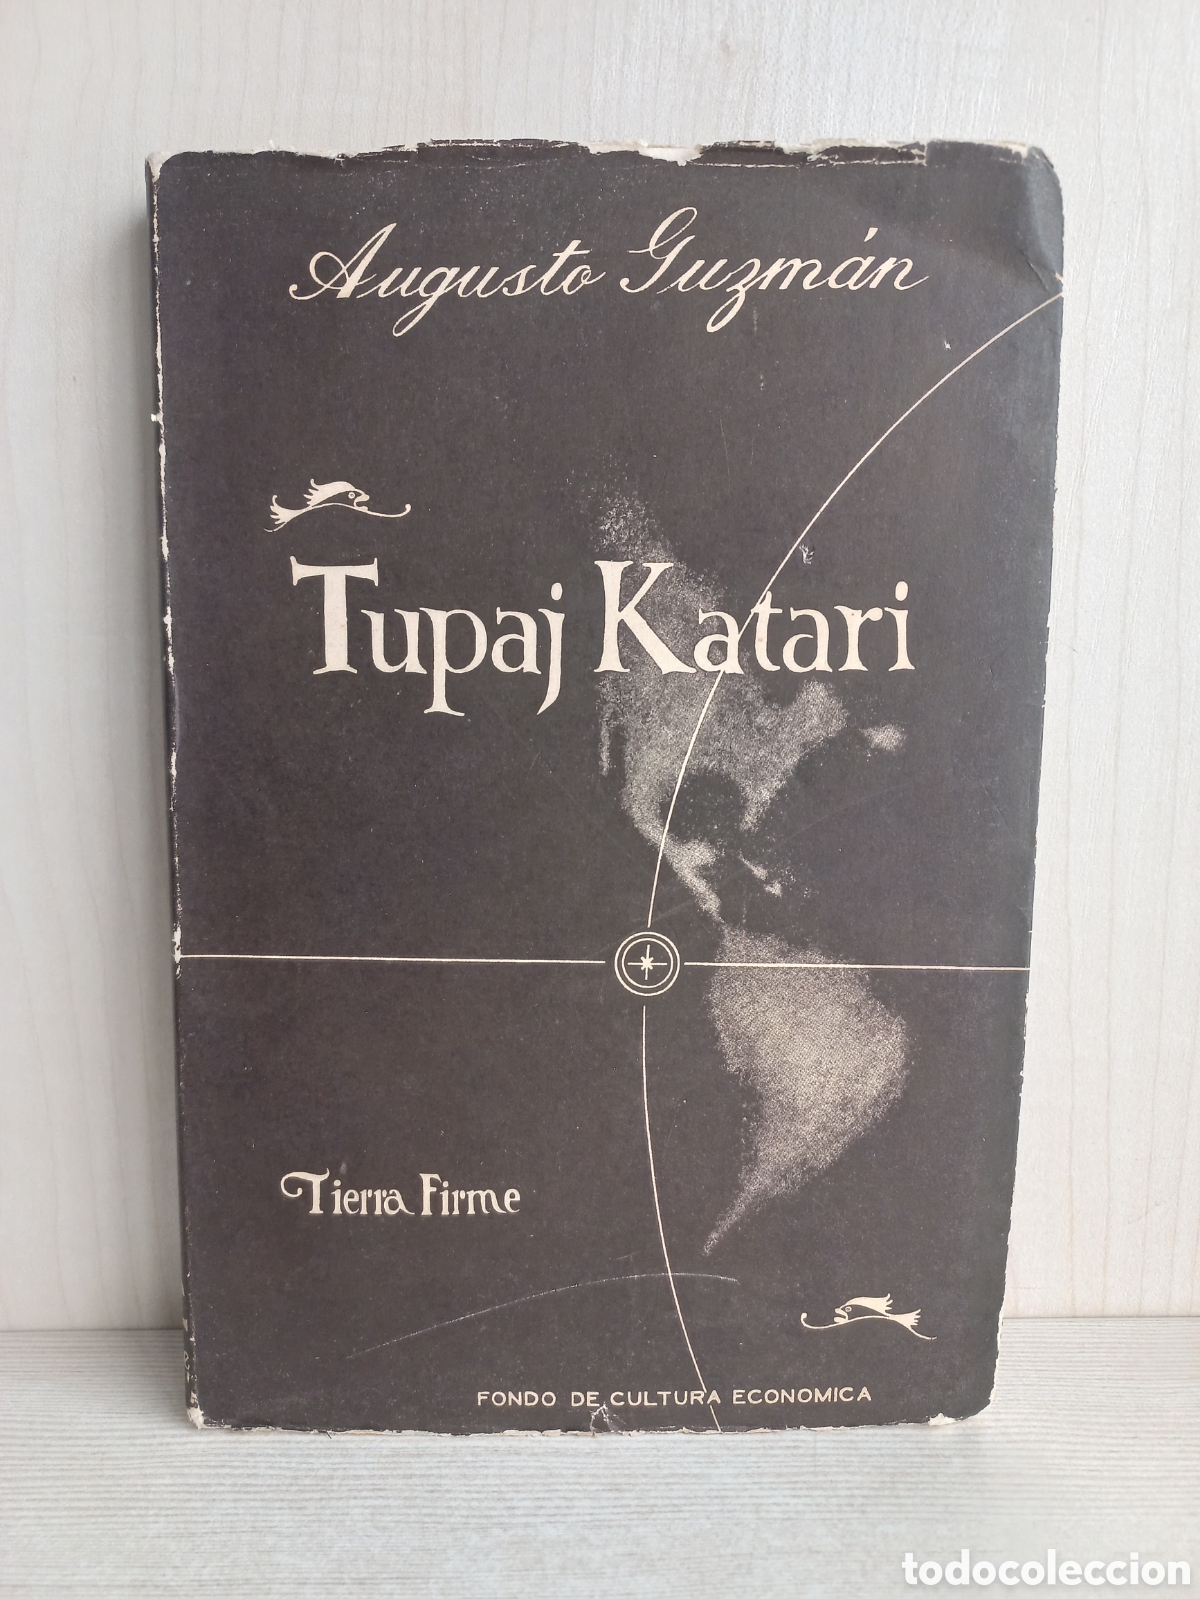 Augusto Guzmán
Tupaj Katari
Tierra Firme
FONDO DE CULTURA ECONOMICA
todocoleccion